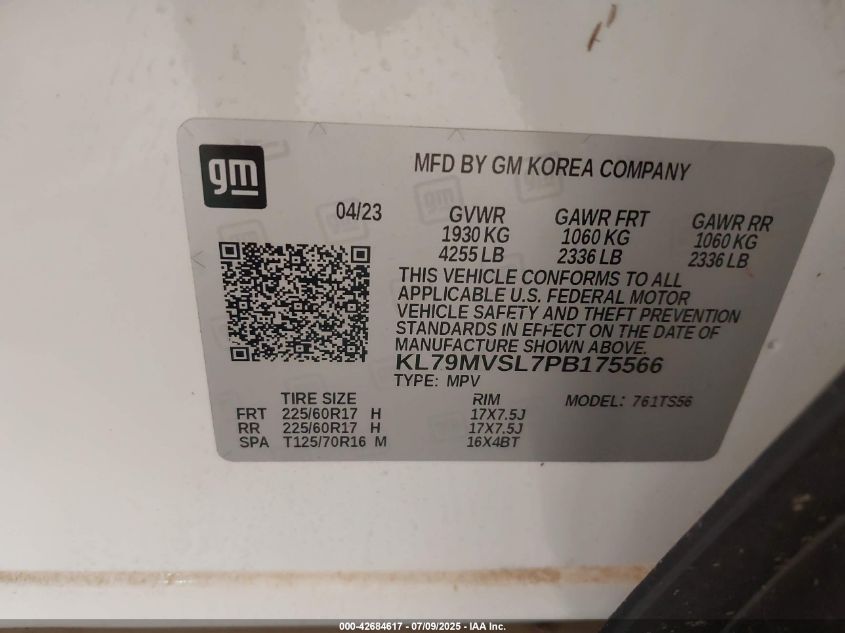 gm
MFD BY GM KOREA COMPANY
04/23
GVWR GAWR FRT GAWR RR
1930 KG 1060 KG 1060 KG
4255 LB 2336 LB 2336 LB
THIS VEHICLE CONFORMS TO ALL
APPLICABLE U.S. FEDERAL MOTOR
VEHICLE SAFETY AND THEFT PREVENTION
STANDARDS IN EFFECT ON THE DATE OF
MANUFACTURE SHOWN ABOVE.
KL79MVSL7PB175566
TYPE: MPV
TIRE SIZE RIM MODEL: 761TS56
FRT 225/60R17 H 17X7.5J
RR 225/60R17 H 17X7.5J
SPA T125/70R16 M 16X4BT
000-42684617 / 07/09/2025 - IAA Inc.